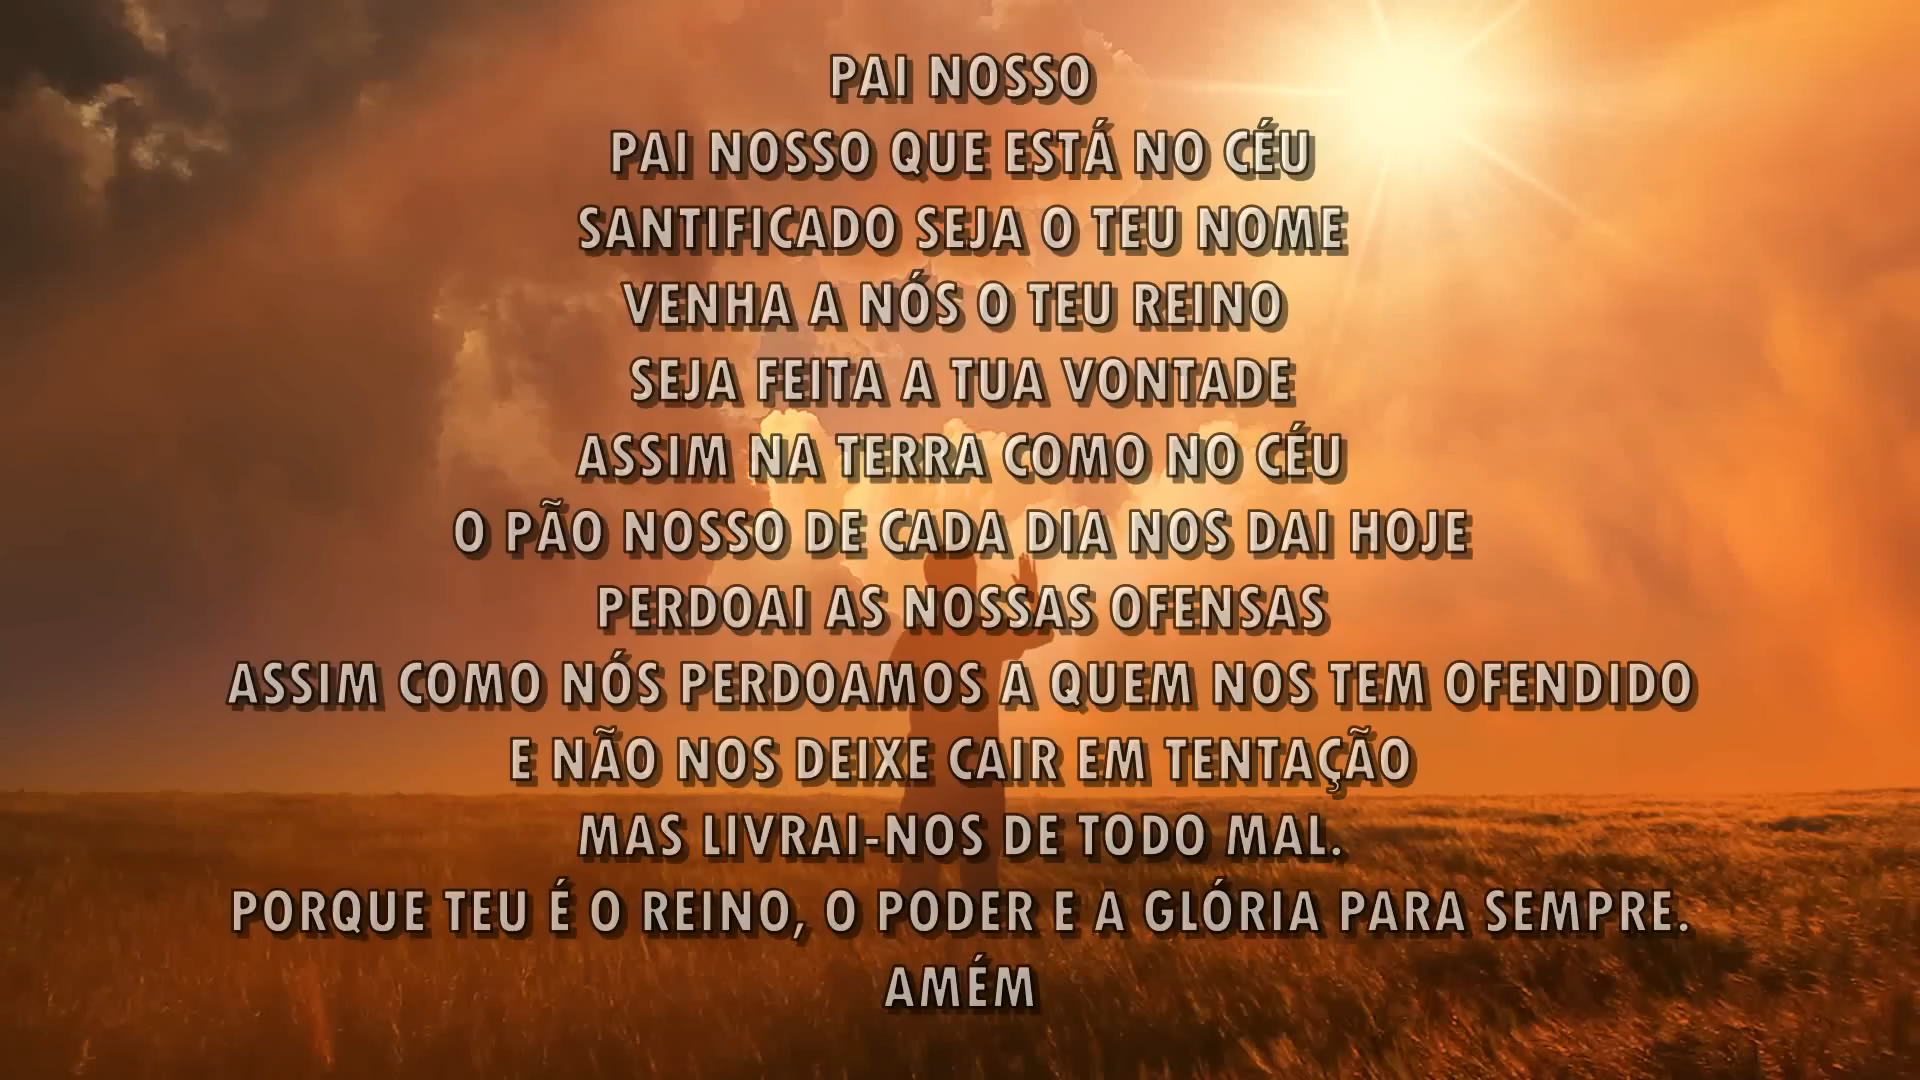 PAI NOSSO
PAI NOSSO QUE ESTÁ NO CÉU
SANTIFICADO SEJA O TEU NOME
VENHA A NÓS O TEU REINO
SEJA FEITA A TUA VONTADE
ASSIM NA TERRA COMO NO CÉU
O PÃO NOSSO DE CADA DIA NOS DAI HOJE
PERDOAI AS NOSSAS OFENSAS
ASSIM COMO NÓS PERDOAMOS A QUEM NOS TEM OFENDIDO
E NÃO NOS DEIXE CAIR EM TENTAÇÃO
MAS LIVRAI-NOS DE TODO MAL.
PORQUE TEU É O REINO, O PODER E A GLÓRIA PARA SEMPRE.
AMÉM